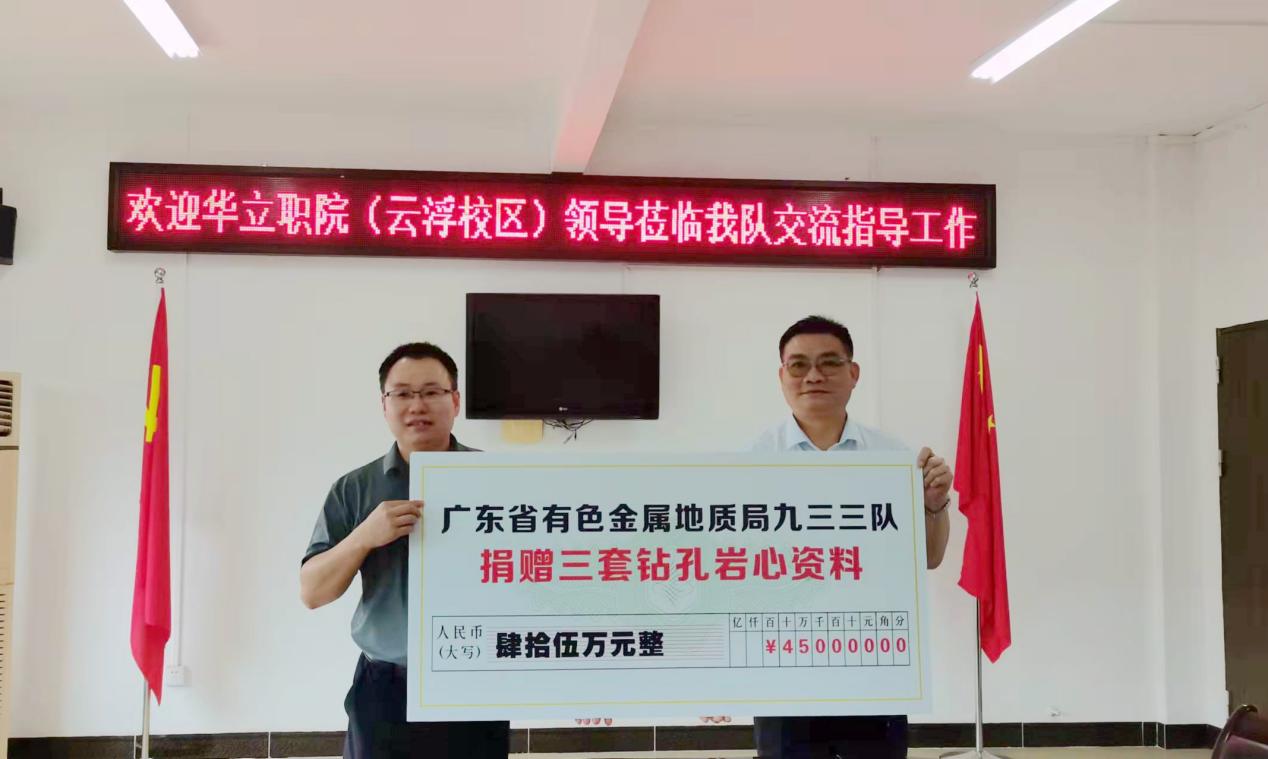 欢迎华立职院（云浮校区）领导莅临我队交流指导工作
广东省有色金属地质局九三三队
捐赠三套钻孔岩心资料
人民币
(大写)
肆拾伍万元整
亿仟百十万千百十元角分
¥45000000